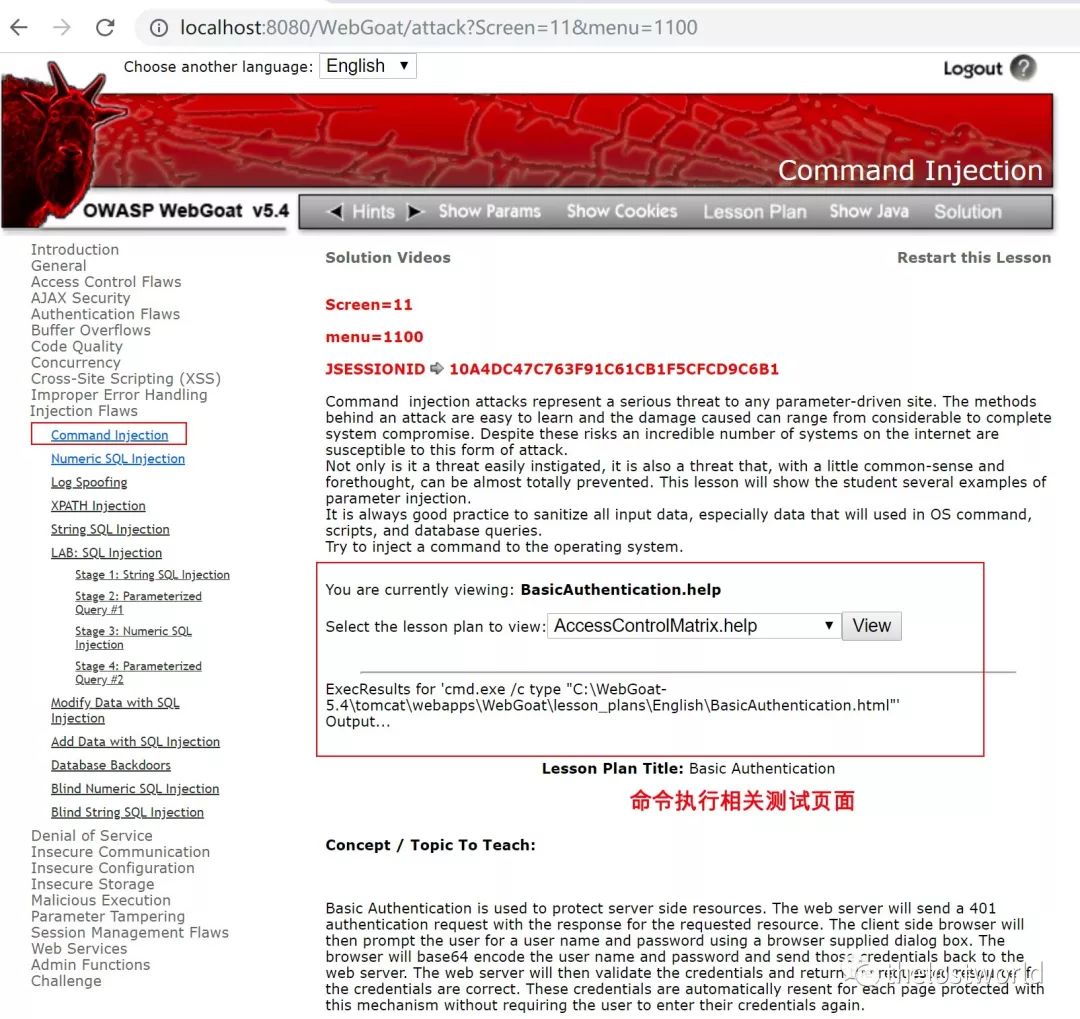 localhost:8080/WebGoat/attack?Screen=11&menu=1100
Choose another language: English
Logout ?
Command Injection
OWASP WebGoat v5.4
Hints Show Params Show Cookies Lesson Plan Show Java Solution
Introduction
General
Access Control Flaws
AJAX Security
Authentication Flaws
Buffer Overflows
Code Quality
Concurrency
Cross-Site Scripting (XSS)
Improper Error Handling
Injection Flaws
Command Injection
Numeric SQL Injection
Log Spoofing
XPATH Injection
String SQL Injection
LAB: SQL Injection
Stage 1: String SQL Injection
Stage 2: Parameterized
Query #1
Stage 3: Numeric SQL
Injection
Stage 4: Parameterized
Query #2
Modify Data with SQL
Injection
Add Data with SQL Injection
Database Backdoors
Blind Numeric SQL Injection
Blind String SQL Injection
Denial of Service
Insecure Communication
Insecure Configuration
Insecure Storage
Malicious Execution
Parameter Tampering
Session Management Flaws
Web Services
Admin Functions
Challenge
Solution Videos
Restart this Lesson
Screen=11
menu=1100
JSESSIONID 10A4DC47C763F91C61CB1F5CFCD9C6B1
Command injection attacks represent a serious threat to any parameter-driven site. The methods
behind an attack are easy to learn and the damage caused can range from considerable to complete
system compromise. Despite these risks an incredible number of systems on the internet are
susceptible to this form of attack.
Not only is it a threat easily instigated, it is also a threat that, with a little common-sense and
forethought, can be almost totally prevented. This lesson will show the student several examples of
parameter injection.
It is always good practice to sanitize all input data, especially data that will used in OS command,
scripts, and database queries.
Try to inject a command to the operating system.
You are currently viewing: BasicAuthentication.help
Select the lesson plan to view: AccessControlMatrix.help View
ExecResults for 'cmd.exe /c type "C:\WebGoat-
5.4\tomcat\webapps\WebGoat\lesson_plans\English\BasicAuthentication.html"'
Output...
Lesson Plan Title: Basic Authentication
命令执行相关测试页面
Concept / Topic To Teach:
Basic Authentication is used to protect server side resources. The web server will send a 401
authentication request with the response for the requested resource. The client side browser will
then prompt the user for a user name and password using a browser supplied dialog box. The
browser will base64 encode the user name and password and send those credentials back to the
web server. The web server will then validate the credentials and return the requested resource if
the credentials are correct. These credentials are automatically resent for each page protected with
this mechanism without requiring the user to enter their credentials again.
thelostworld